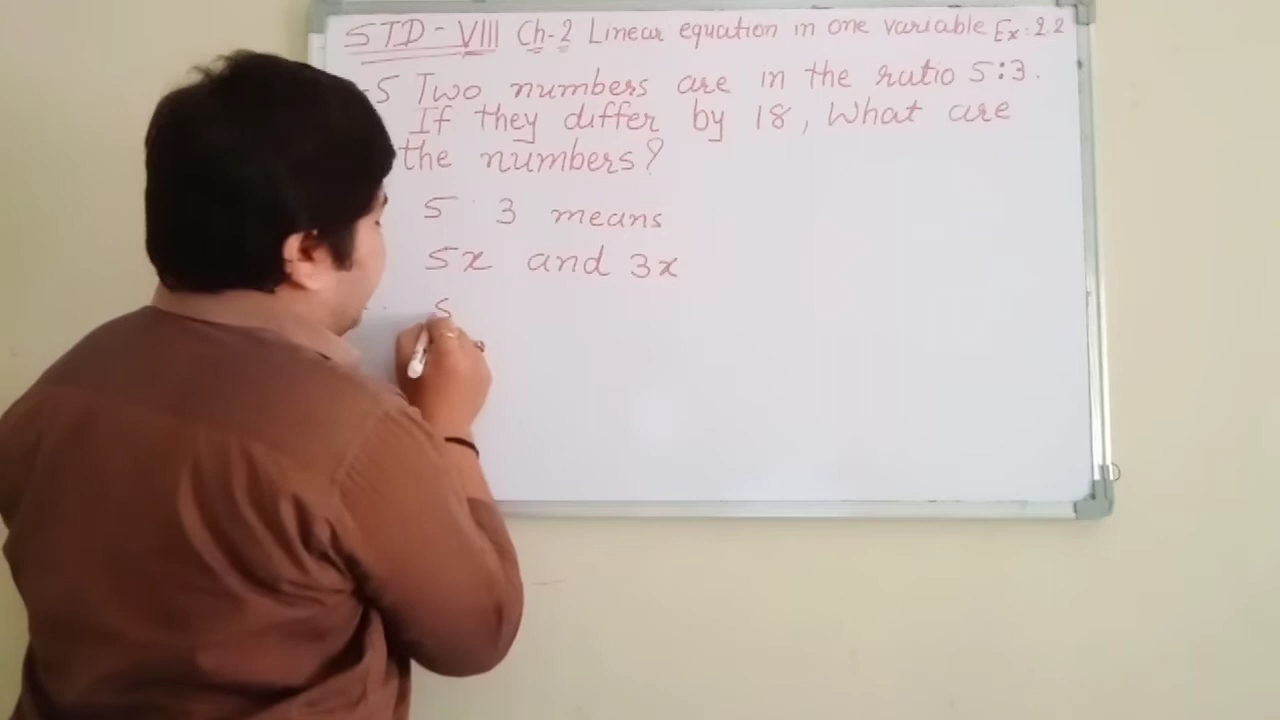 STD - VIII Ch-2 Linear equation in one variable Ex: 2.2
-5 Two numbers are in the ratio 5:3.
If they differ by 18, What are
the numbers?
5 3 means
5x and 3x
5